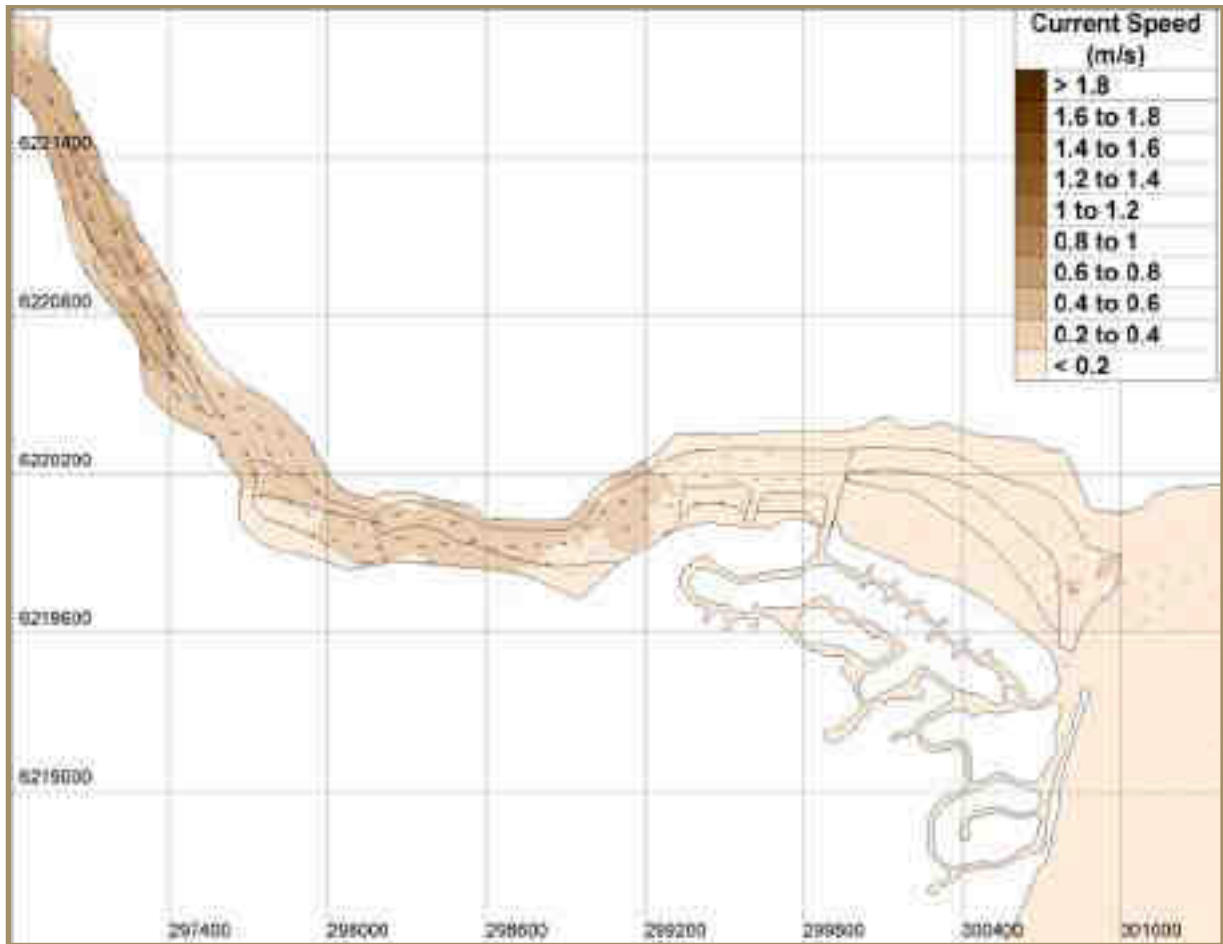 Current Speed
(m/s)
> 1.8
1.6 to 1.8
1.4 to 1.6
1.2 to 1.4
1 to 1.2
0.8 to 1
0.6 to 0.8
0.4 to 0.6
0.2 to 0.4
< 0.2
6221400
6220800
6220200
6219600
6219000
297400 298000 298600 299200 299800 300400 301000